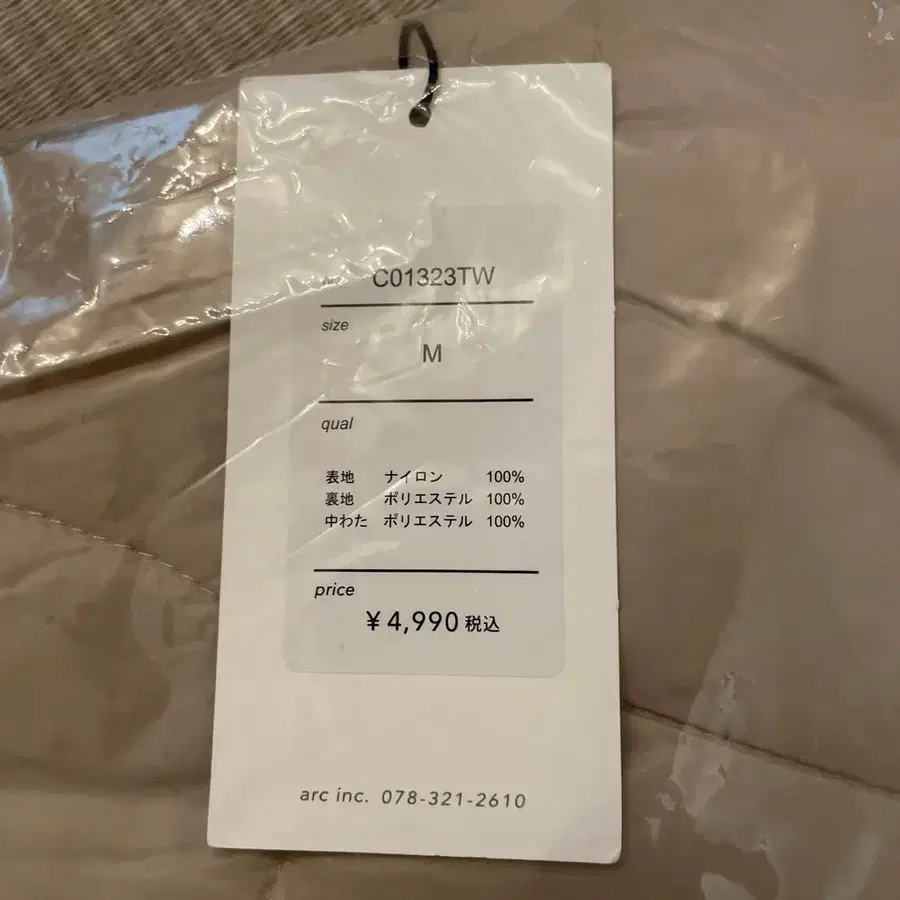 No. C01323TW
size
M
qual
表地 ナイロン 100%
裏地 ポリエステル 100%
中わた ポリエステル 100%
price
¥4,990 税込
arc inc. 078-321-2610